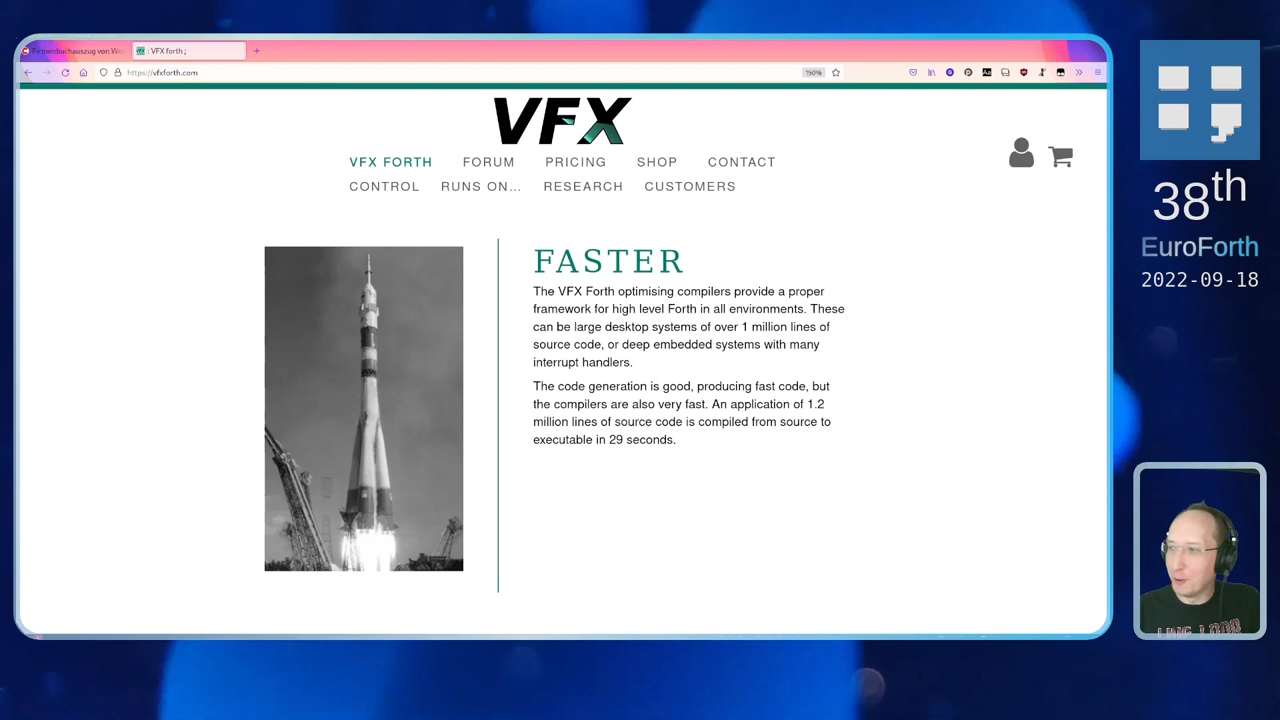 Firmenbuchauszug von Wo
: VFX forth ;
https://vfxforth.com
150%
VFX
VFX FORTH FORUM PRICING SHOP CONTACT
CONTROL RUNS ON... RESEARCH CUSTOMERS
FASTER
The VFX Forth optimising compilers provide a proper
framework for high level Forth in all environments. These
can be large desktop systems of over 1 million lines of
source code, or deep embedded systems with many
interrupt handlers.
The code generation is good, producing fast code, but
the compilers are also very fast. An application of 1.2
million lines of source code is compiled from source to
executable in 29 seconds.
38th
EuroForth
2022-09-18